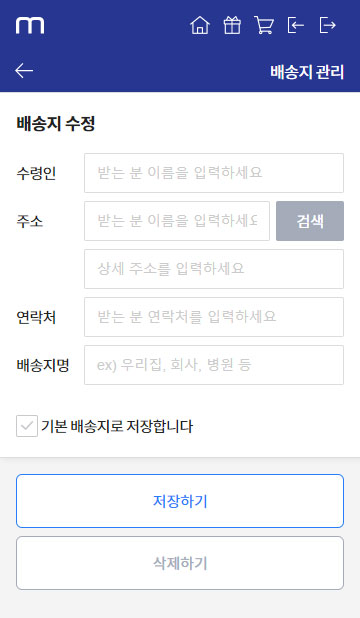 m
배송지 관리
배송지 수정
수령인
받는 분 이름을 입력하세요
주소
받는 분 이름을 입력하세요
검색
상세 주소를 입력하세요
연락처
받는 분 연락처를 입력하세요
배송지명
ex) 우리집, 회사, 병원 등
기본 배송지로 저장합니다
저장하기
삭제하기